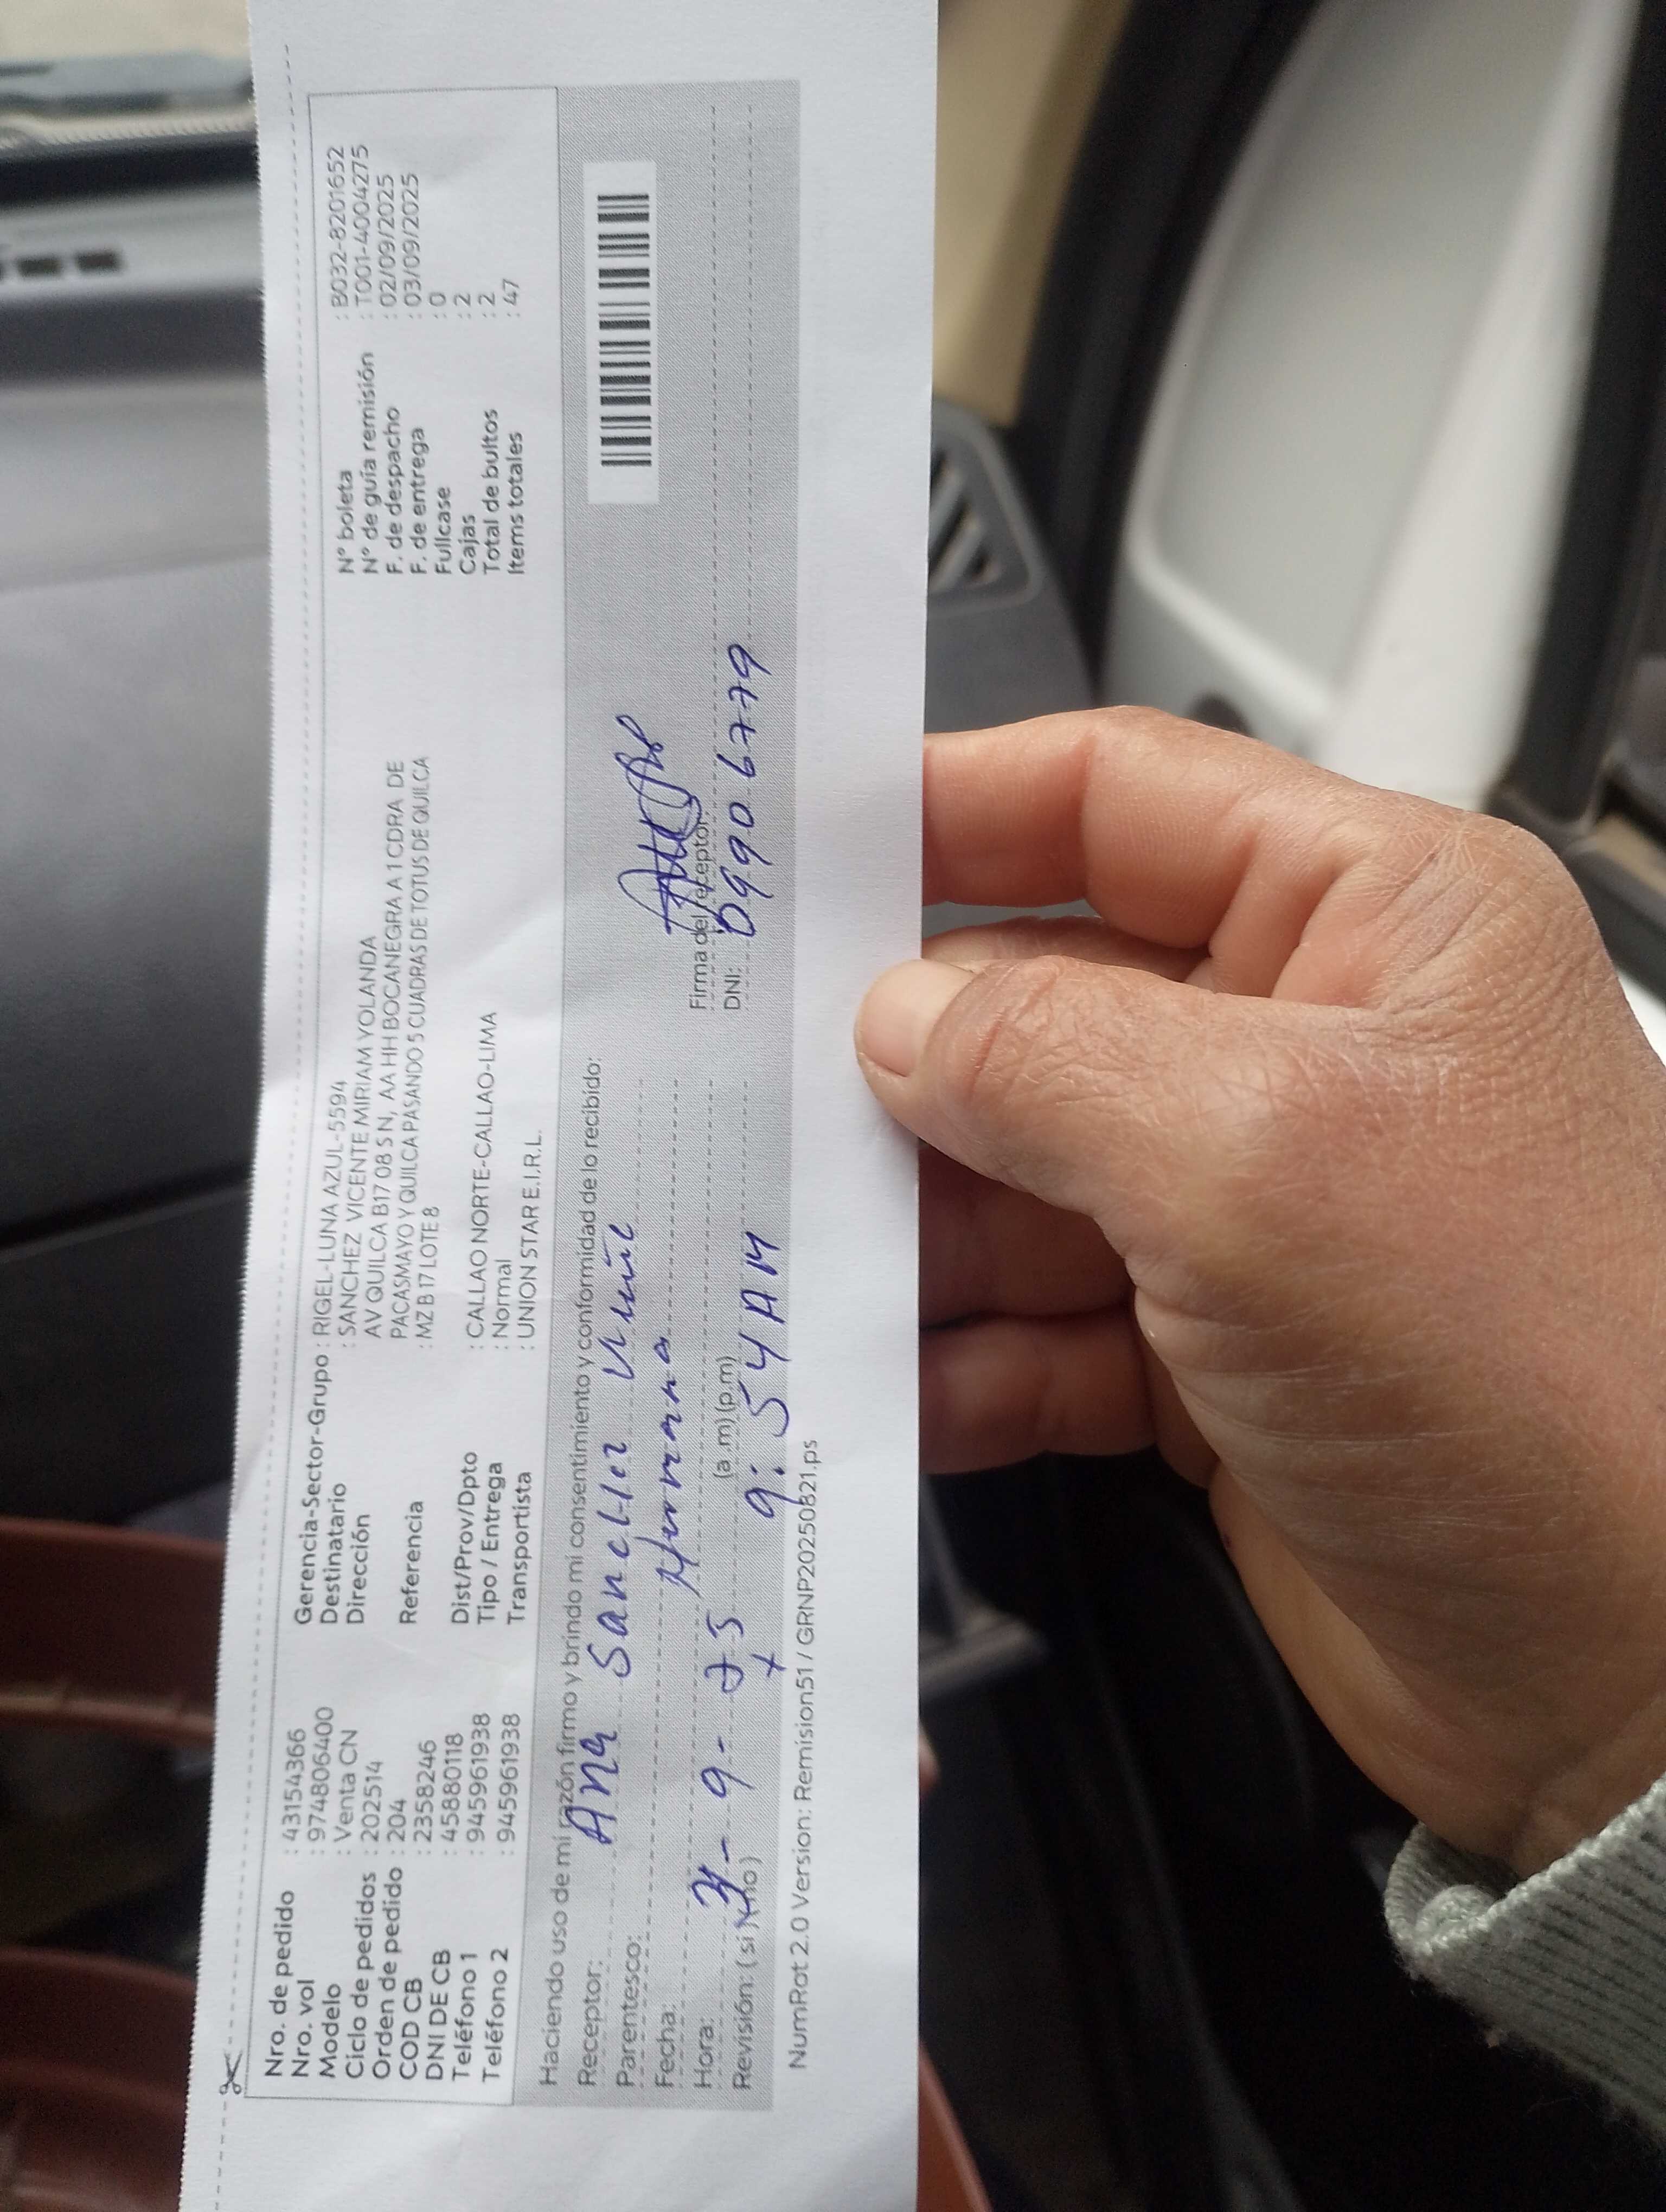 Nro. de pedido : 43154366
Nro. vol : 9748066400
Modelo : Venta CN
Ciclo de pedidos : 202514
Orden de pedido : 204
COD CB : 23588246
DNI DE CB : 45880118
Teléfono 1 : 945961938
Teléfono 2 : 945961938
Gerencia-Sector-Grupo : RIGEL-LUNA AZUL-5594
Destinatario : SANCHEZ VICENTE MIRIAM YOLANDA
Dirección AV QUILCA B17 08 S N, AA HH BOCANEGRA A 1 CDRA DE
PACASMAYO Y QUILCA PASANDO 5 CUADRAS DE TOTUS DE QUILCA
Referencia : MZ B 17 LOTE 8
Dist/Prov/Dpto : CALLAO NORTE-CALLAO-LIMA
Tipo / Entrega : Normal
Transportista : UNION STAR E.I.R.L.
N° boleta : B032-8201652
N° de guía remisión : T001-4004275
F. de despacho : 02/09/2025
F. de entrega : 03/09/2025
Fullcase : 0
Cajas : 2
Total de bultos : 2
Items totales : 47
Haciendo uso de mi razón firmo y brindo mi consentimiento y conformidad de lo recibido:
Receptor: Ana Sanchez
Parentesco: Hermana
Fecha: 3-9-25
Hora: (a.m) (p.m) 9:54 AM
Revisión: ( si ) ( no )
Firma del receptor:
DNI: 09906779
NumRot 2.0 Version: Remision51 / GRNP20250821.ps